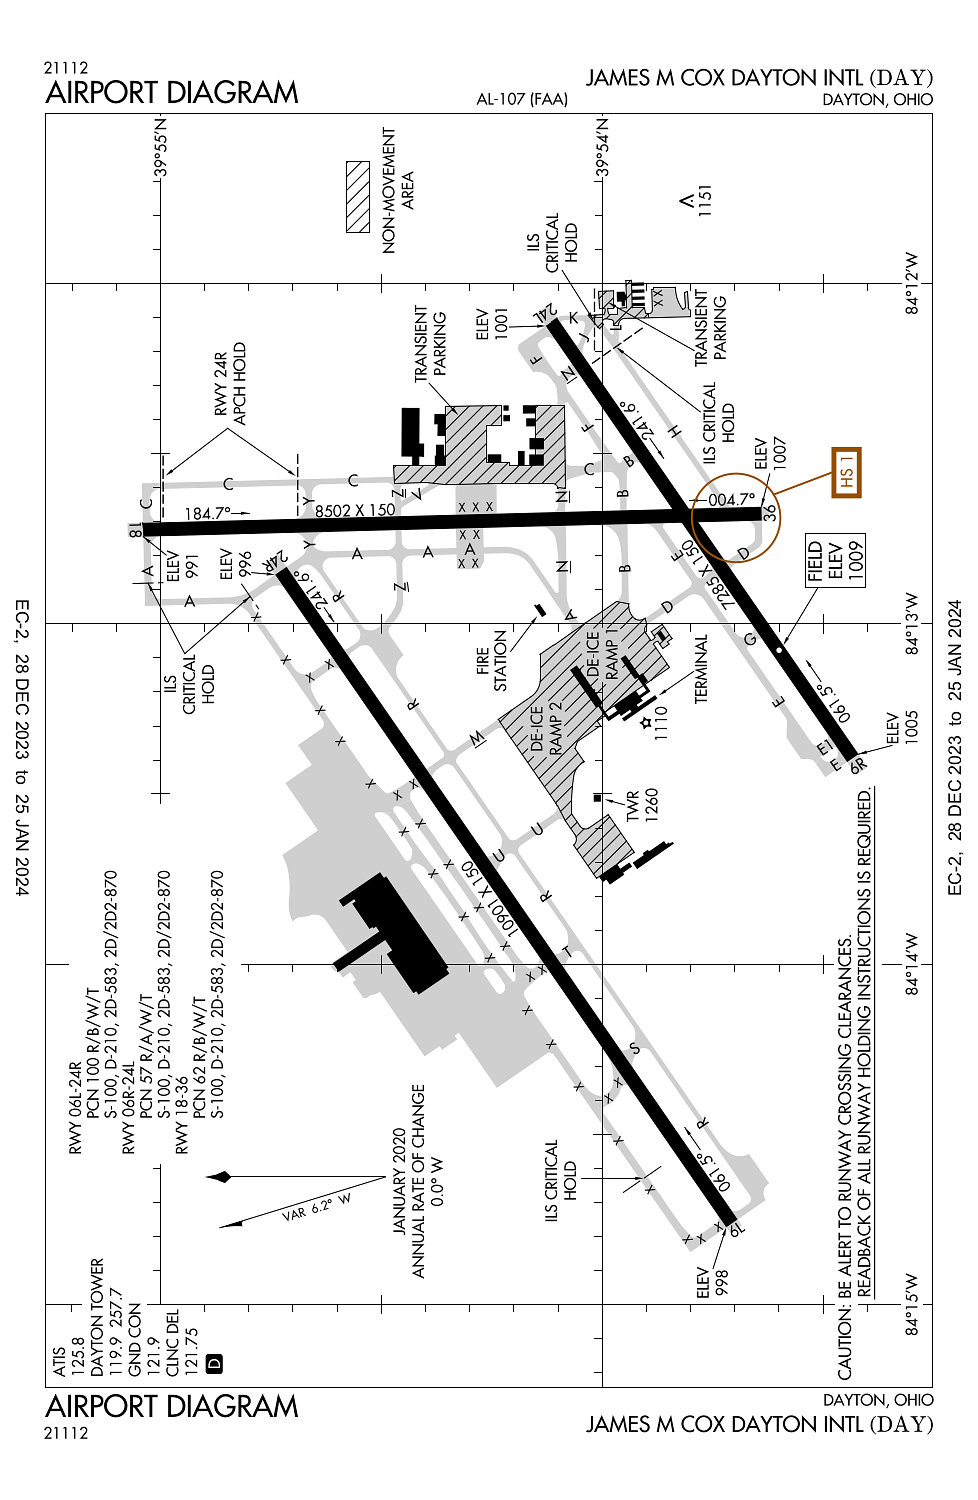 21112
AIRPORT DIAGRAM
AL-107 (FAA)
JAMES M COX DAYTON INTL (DAY)
DAYTON, OHIO
39°55'N
39°54'N
NON-MOVEMENT
AREA
1151
ILS
CRITICAL
HOLD
84°12'W
TRANSIENT
PARKING
ELEV
1001
24L
K
J
X X
TRANSIENT
PARKING
RWY 24R
APCH HOLD
F
N
241.6°
H
ILS CRITICAL
HOLD
F
B
ELEV
1007
HS 1
C
C
C
Y
Z
Z
C
N
B
004.7°
36
184.7°
8502 X 150
X X X
18
A
ELEV
991
ELEV
996
24R
Y
A
A
A
X X
X X
Z
N
B
E
D
7285 X 150
FIELD
ELEV
1009
A
241.6°
R
X
A
D
G
84°13'W
ILS
CRITICAL
HOLD
X
X
X
X
X
R
FIRE
STATION
DE-ICE
RAMP 1
DE-ICE
RAMP 2
TERMINAL
1110
W
E
061.5°
E1
E
6R
ELEV
1005
X
X
X
X
X
TWR
1260
U
U
X
X
10901 X 150
R
X
X
X
X
T
X
X
X
84°14'W
X
S
X
X
X
X
R
061.5°
ILS CRITICAL
HOLD
X
X
X
X
6L
ELEV
998
RWY 06L-24R
PCN 100 R/B/W/T
S-100, D-210, 2D-583, 2D/2D2-870
RWY 06R-24L
PCN 57 R/A/W/T
S-100, D-210, 2D-583, 2D/2D2-870
RWY 18-36
PCN 62 R/B/W/T
S-100, D-210, 2D-583, 2D/2D2-870
VAR 6.2° W
JANUARY 2020
ANNUAL RATE OF CHANGE
0.0° W
ATIS
125.8
DAYTON TOWER
119.9 257.7
GND CON
121.9
CLNC DEL
121.75
D
84°15'W
CAUTION: BE ALERT TO RUNWAY CROSSING CLEARANCES.
READBACK OF ALL RUNWAY HOLDING INSTRUCTIONS IS REQUIRED.
EC-2, 28 DEC 2023 to 25 JAN 2024
EC-2, 28 DEC 2023 to 25 JAN 2024
AIRPORT DIAGRAM
21112
DAYTON, OHIO
JAMES M COX DAYTON INTL (DAY)